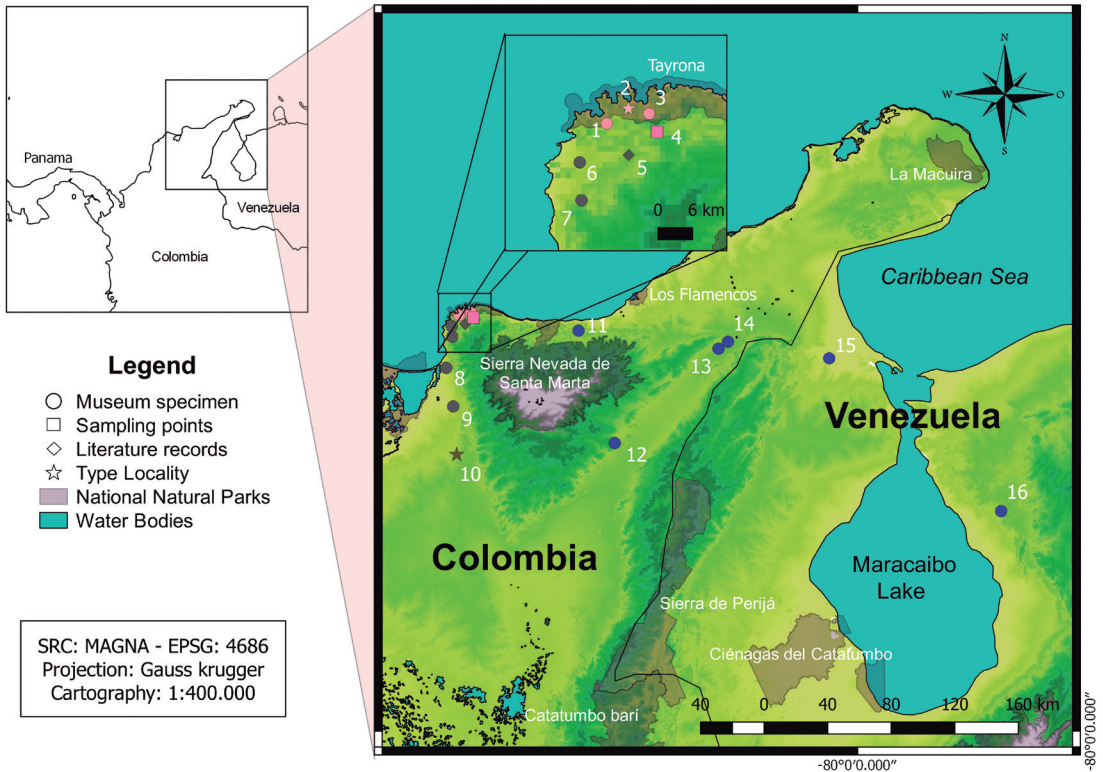 Panama
Venezuela
Colombia
Legend
Museum specimen
Sampling points
Literature records
Type Locality
National Natural Parks
Water Bodies
SRC: MAGNA - EPSG: 4686
Projection: Gauss krugger
Cartography: 1:400.000
Tayrona
2
3
1
4
6
5
7
0 6 km
N
W
O
S
La Macuira
Caribbean Sea
Los Flamencos
11
14
13
15
Sierra Nevada de
Santa Marta
8
9
10
12
Venezuela
16
Colombia
Maracaibo
Lake
Sierra de Perijá
Ciénagas del Catatumbo
Catatumbo barí
40 0 40 80 120 160 km
-80°0'0.000"
-80°0'0.000"